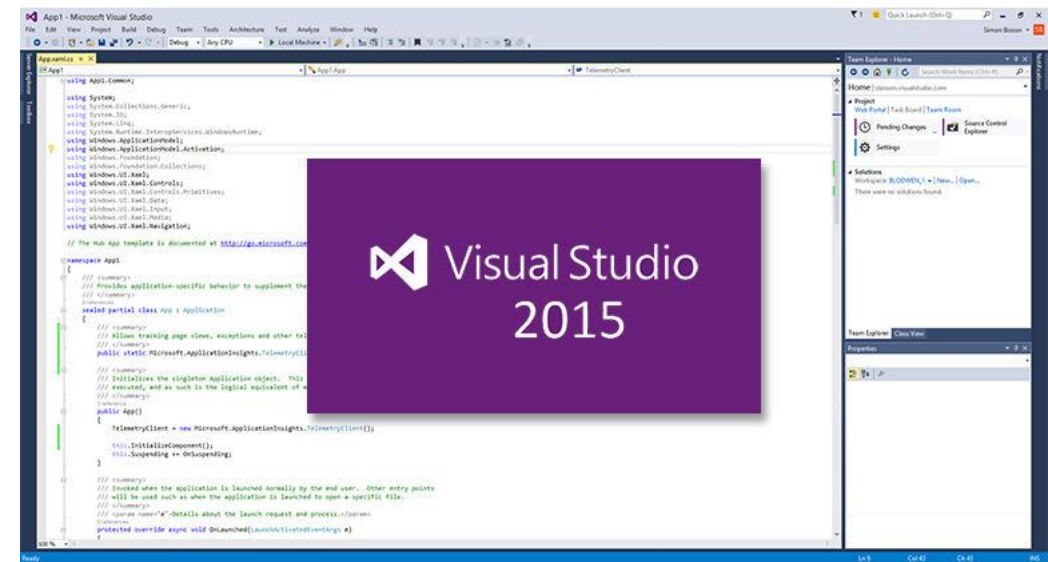 App1 - Microsoft Visual Studio
Quick Launch (Ctrl+Q)
File Edit View Project Build Debug Team Tools Architecture Test Analyze Window Help
Simon Bisson
SB
Debug Any CPU Local Machine
Server Explorer
Toolbox
App.xaml.cs
App1
App1.App
TelemetryClient
using App1.Common;
using System;
using System.Collections.Generic;
using System.IO;
using System.Linq;
using System.Runtime.InteropServices.WindowsRuntime;
using Windows.ApplicationModel;
using Windows.ApplicationModel.Activation;
using Windows.Foundation;
using Windows.Foundation.Collections;
using Windows.UI.Xaml;
using Windows.UI.Xaml.Controls;
using Windows.UI.Xaml.Controls.Primitives;
using Windows.UI.Xaml.Data;
using Windows.UI.Xaml.Input;
using Windows.UI.Xaml.Media;
using Windows.UI.Xaml.Navigation;
// The Hub App template is documented at http://go.microsoft.com
namespace App1
{
/// <summary>
/// Provides application-specific behavior to supplement the
/// </summary>
sealed partial class App : Application
{
/// <summary>
/// Allows tracking page views, exceptions and other tel
/// </summary>
public static Microsoft.ApplicationInsights.TelemetryCli
/// <summary>
/// Initializes the singleton Application object. This
/// executed, and as such is the logical equivalent of m
/// </summary>
public App()
{
TelemetryClient = new Microsoft.ApplicationInsights.TelemetryClient();
this.InitializeComponent();
this.Suspending += OnSuspending;
}
/// <summary>
/// Invoked when the application is launched normally by the end user. Other entry points
/// will be used such as when the application is launched to open a specific file.
/// </summary>
/// <param name="e">Details about the launch request and process.</param>
protected override async void OnLaunched(LaunchActivatedEventArgs e)
{
100 %
Visual Studio
2015
Team Explorer - Home
Search Work Items (Ctrl+')
Home
Project
Web Portal | Task Board | Team Room
Pending Changes
Source Control
Explorer
Settings
Solutions
Workspace: BLODWEN_1 | New... | Open...
There were no solutions found.
Team Explorer Class View
Properties
Notifications
Ready
Ln 9 Col 43 Ch 43 INS